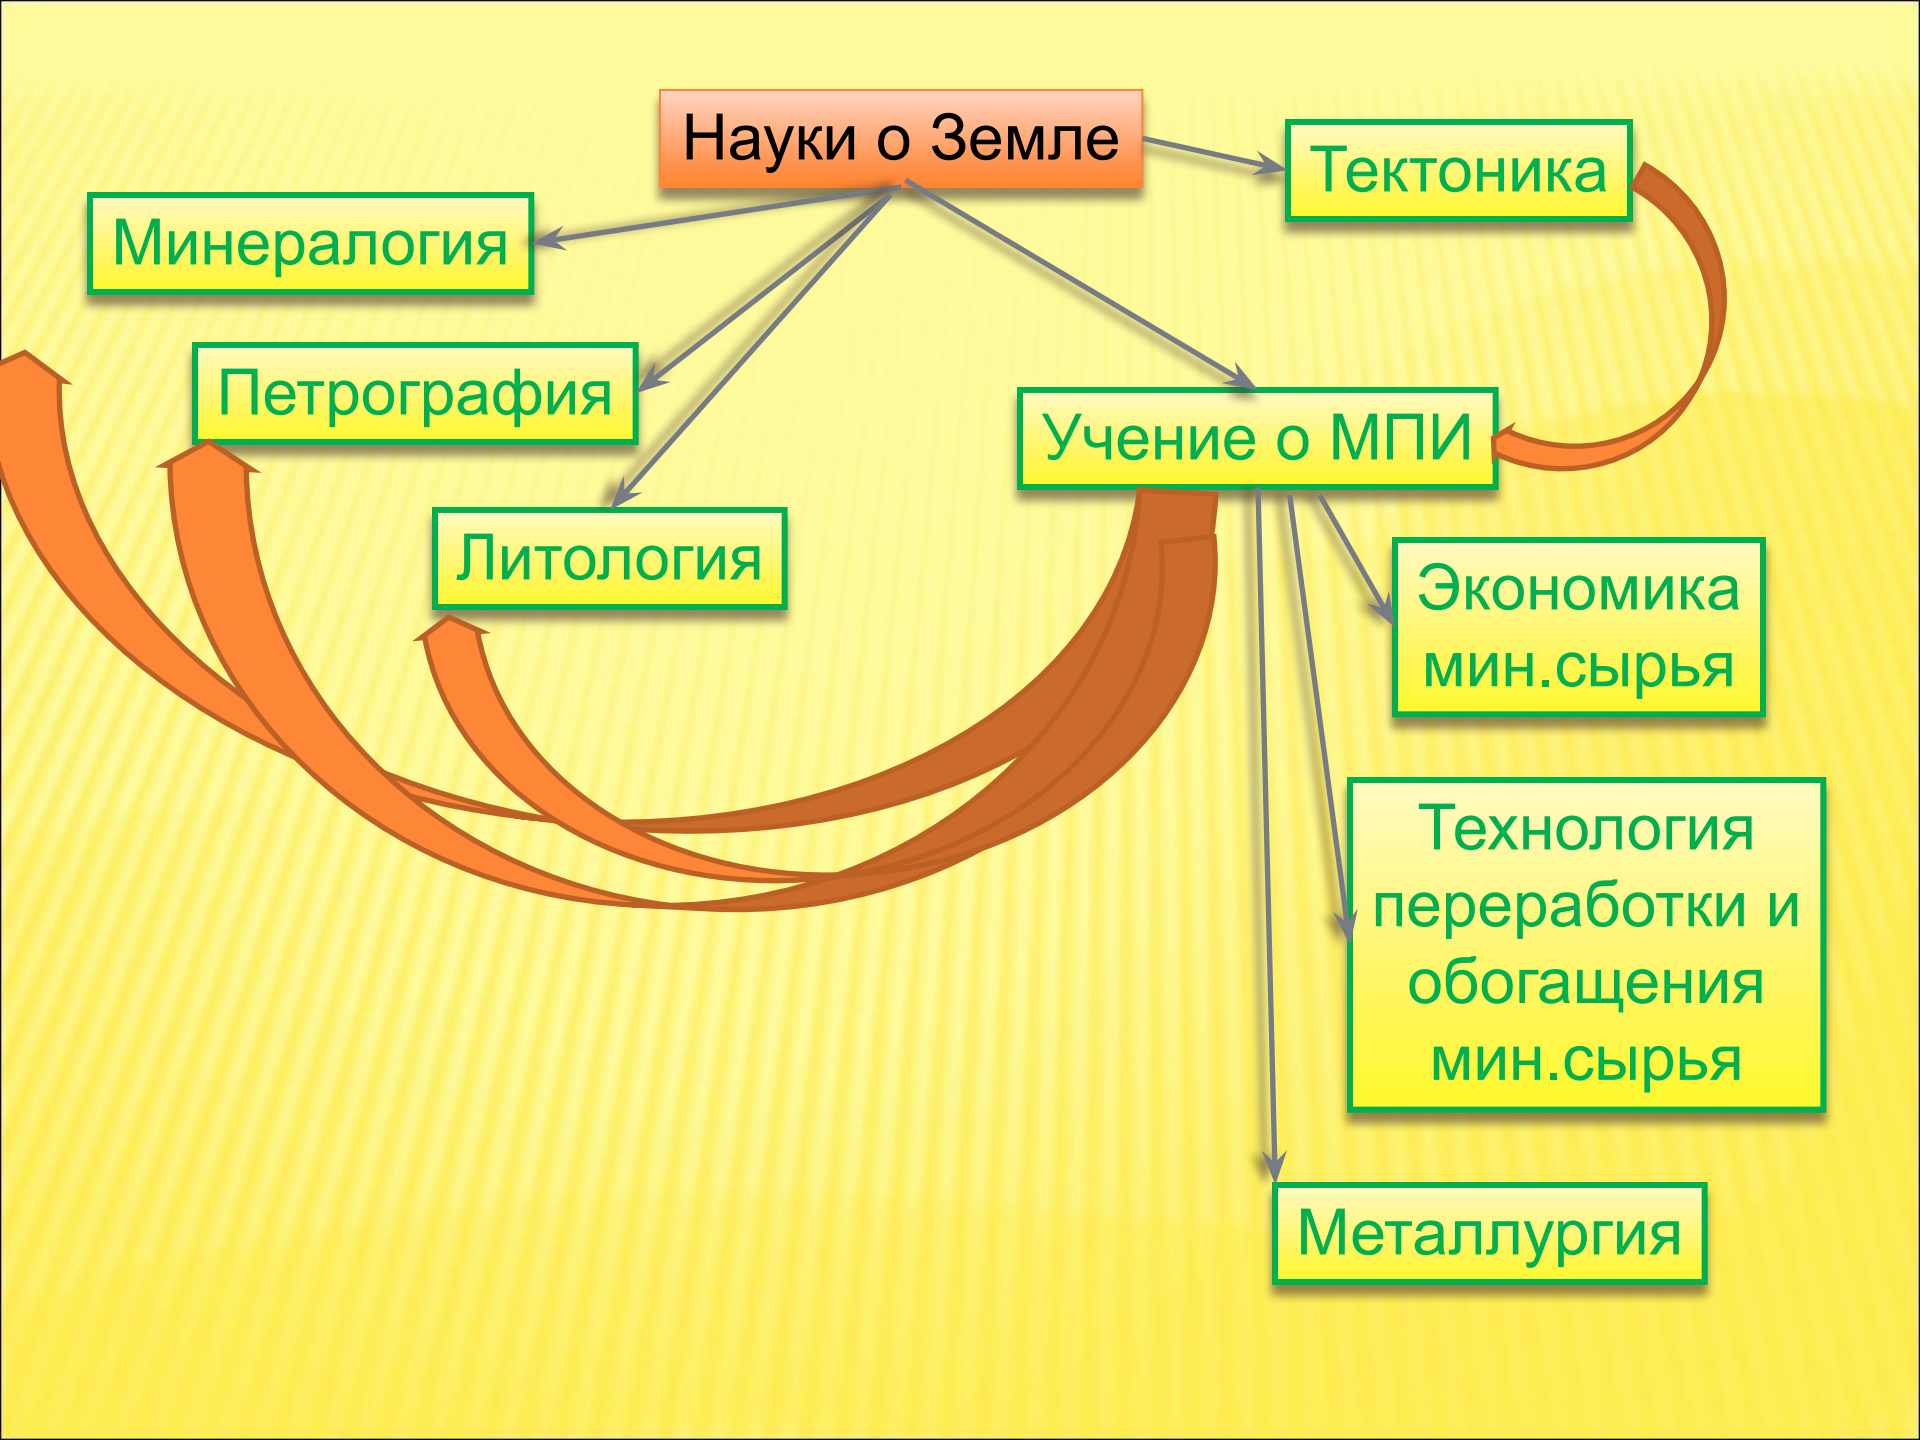 Науки о Земле
Тектоника
Минералогия
Петрография
Учение о МПИ
Литология
Экономика
мин.сырья
Технология
переработки и
обогащения
мин.сырья
Металлургия